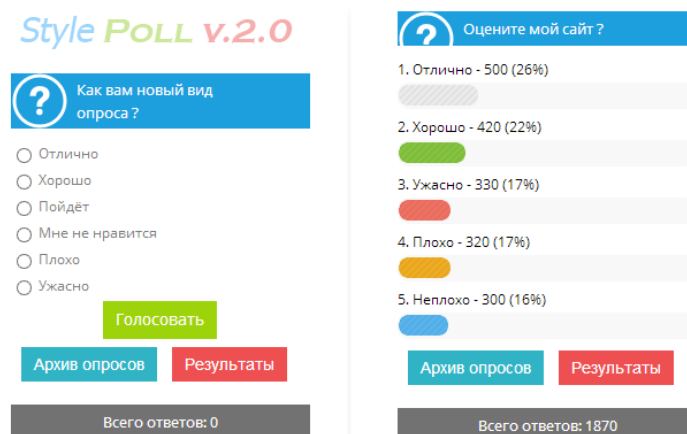 Style Poll v.2.0
?
Как вам новый вид
опроса ?
Отлично
Хорошо
Пойдёт
Мне не нравится
Плохо
Ужасно
Голосовать
Архив опросов
Результаты
Всего ответов: 0
?
Оцените мой сайт ?
1. Отлично - 500 (26%)
2. Хорошо - 420 (22%)
3. Ужасно - 330 (17%)
4. Плохо - 320 (17%)
5. Неплохо - 300 (16%)
Архив опросов
Результаты
Всего ответов: 1870